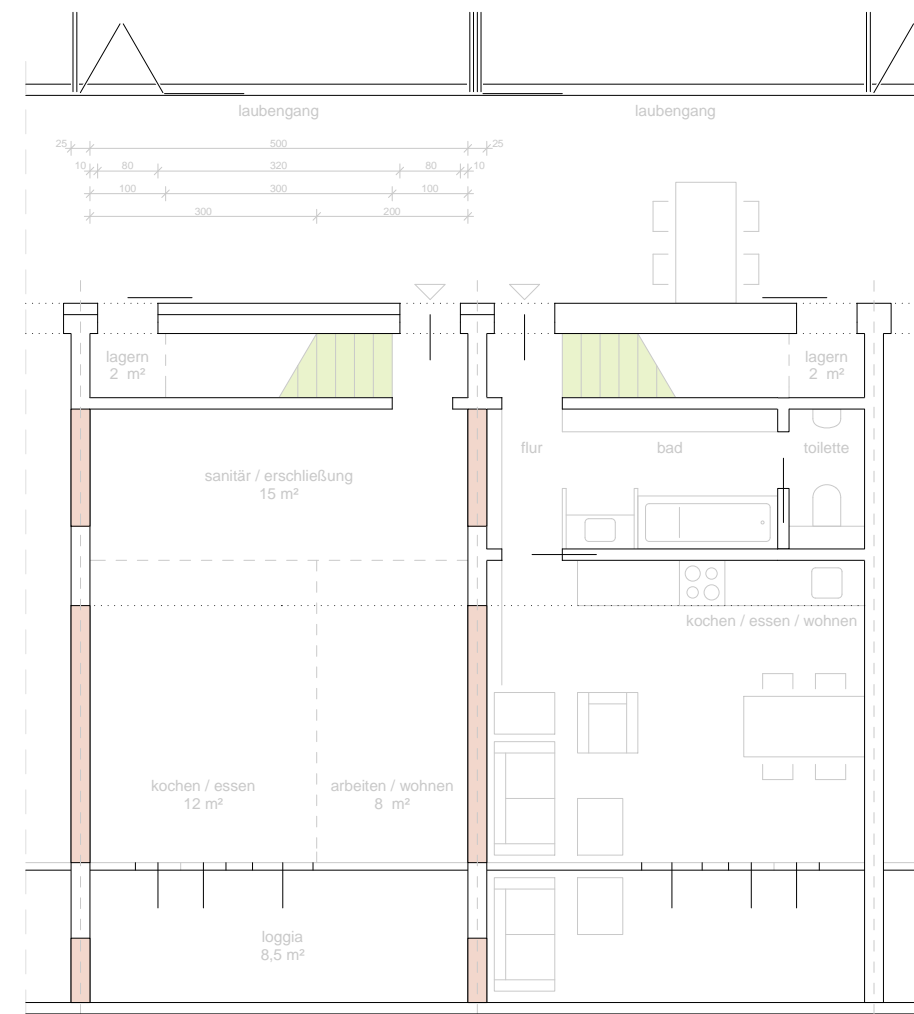 laubengang
laubengang
25 500 25
10 80 320 80 10
100 300 100
300 200
lagern
2 m²
lagern
2 m²
flur
bad
toilette
sanitär / erschließung
15 m²
kochen / essen / wohnen
kochen / essen
12 m²
arbeiten / wohnen
8 m²
loggia
8,5 m²